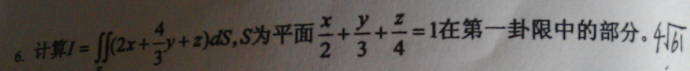 6. 计算I = ∬(2x + 4/3 y + z)dS, S为平面 x/2 + y/3 + z/4 = 1在第一卦限中的部分。4√61